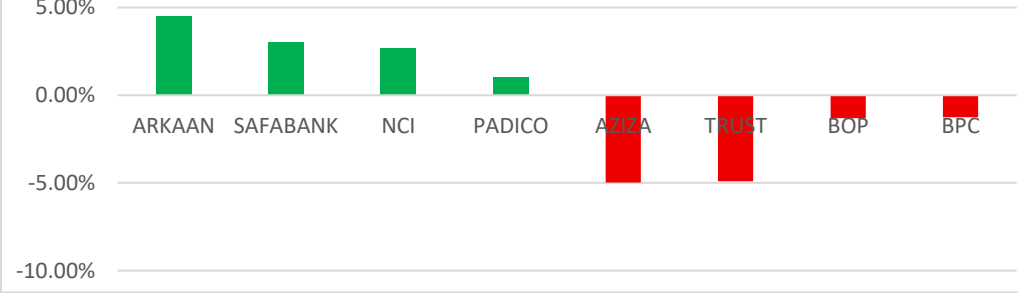 5.00%
0.00%
ARKAAN SAFABANK NCI PADICO AZIZA TRUST BOP BPC
-5.00%
-10.00%